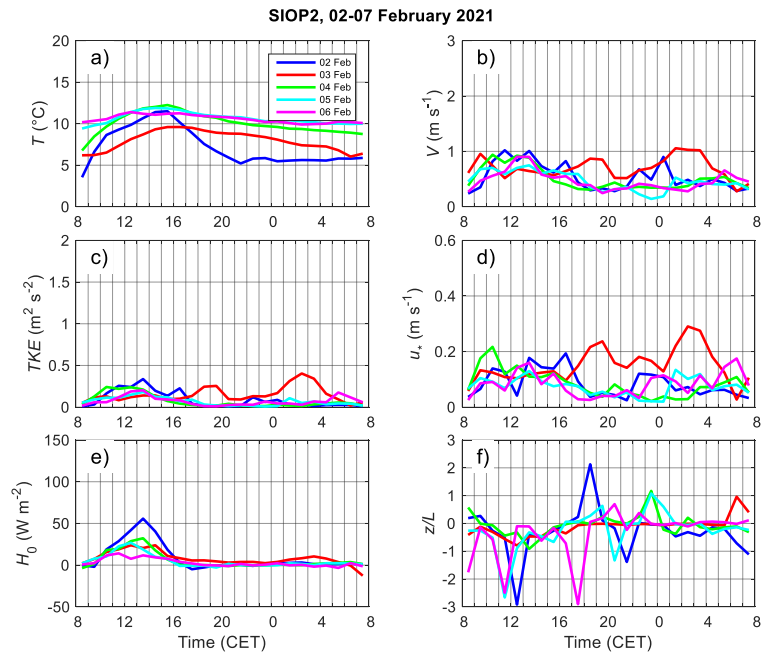 SIOP2, 02-07 February 2021
a)
T (°C)
20
15
10
5
0
02 Feb
03 Feb
04 Feb
05 Feb
06 Feb
8 12 16 20 0 4 8
b)
V (m s-1)
3
2
1
0
8 12 16 20 0 4 8
c)
TKE (m2 s-2)
2
1.5
1
0.5
0
8 12 16 20 0 4 8
d)
u* (m s-1)
0.6
0.4
0.2
0
8 12 16 20 0 4 8
e)
H0 (W m-2)
150
100
50
0
-50
8 12 16 20 0 4 8
Time (CET)
f)
z/L
3
2
1
0
-1
-2
-3
8 12 16 20 0 4 8
Time (CET)